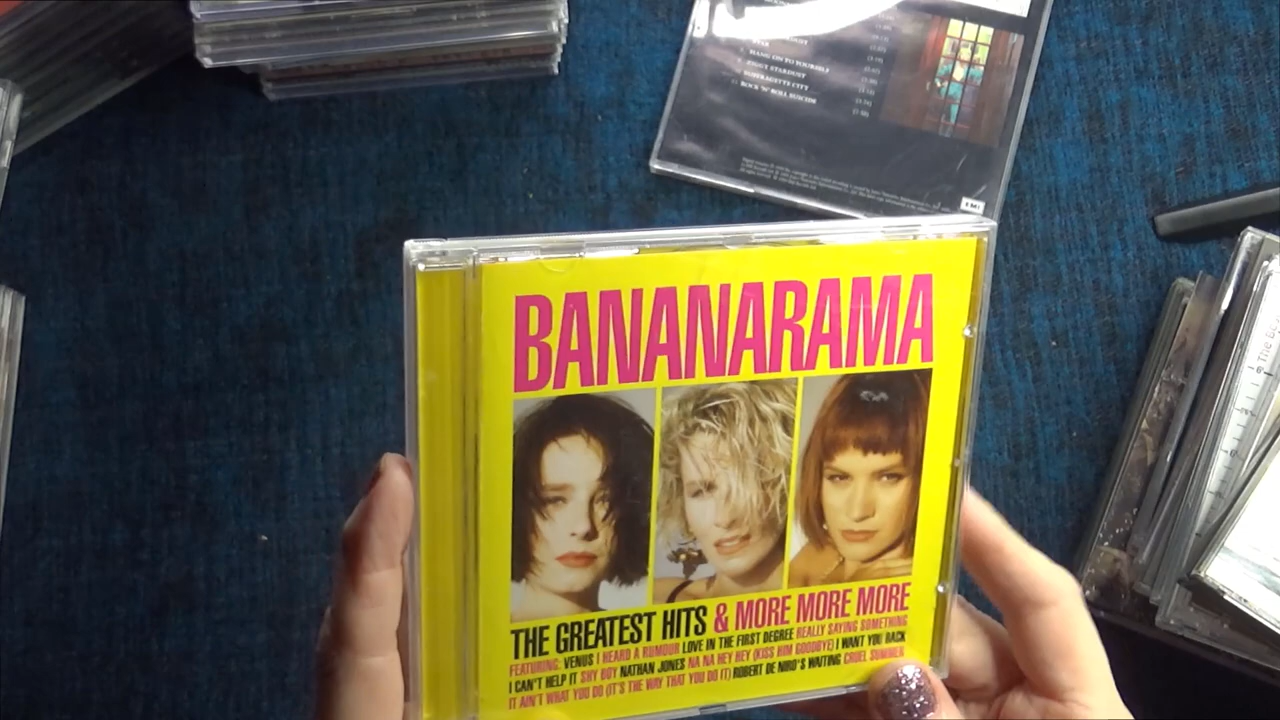 HANG ON TO YOURSELF
ZIGGY STARDUST
SUFFRAGETTE CITY
ROCK 'N' ROLL SUICIDE
EMI
BANANARAMA
THE GREATEST HITS & MORE MORE MORE
FEATURING: VENUS I HEARD A RUMOUR LOVE IN THE FIRST DEGREE REALLY SAYING SOMETHING
I CAN'T HELP IT SHY BOY NATHAN JONES NA NA HEY HEY (KISS HIM GOODBYE) I WANT YOU BACK
IT AIN'T WHAT YOU DO (IT'S THE WAY THAT YOU DO IT) ROBERT DE NIRO'S WAITING CRUEL SUMMER